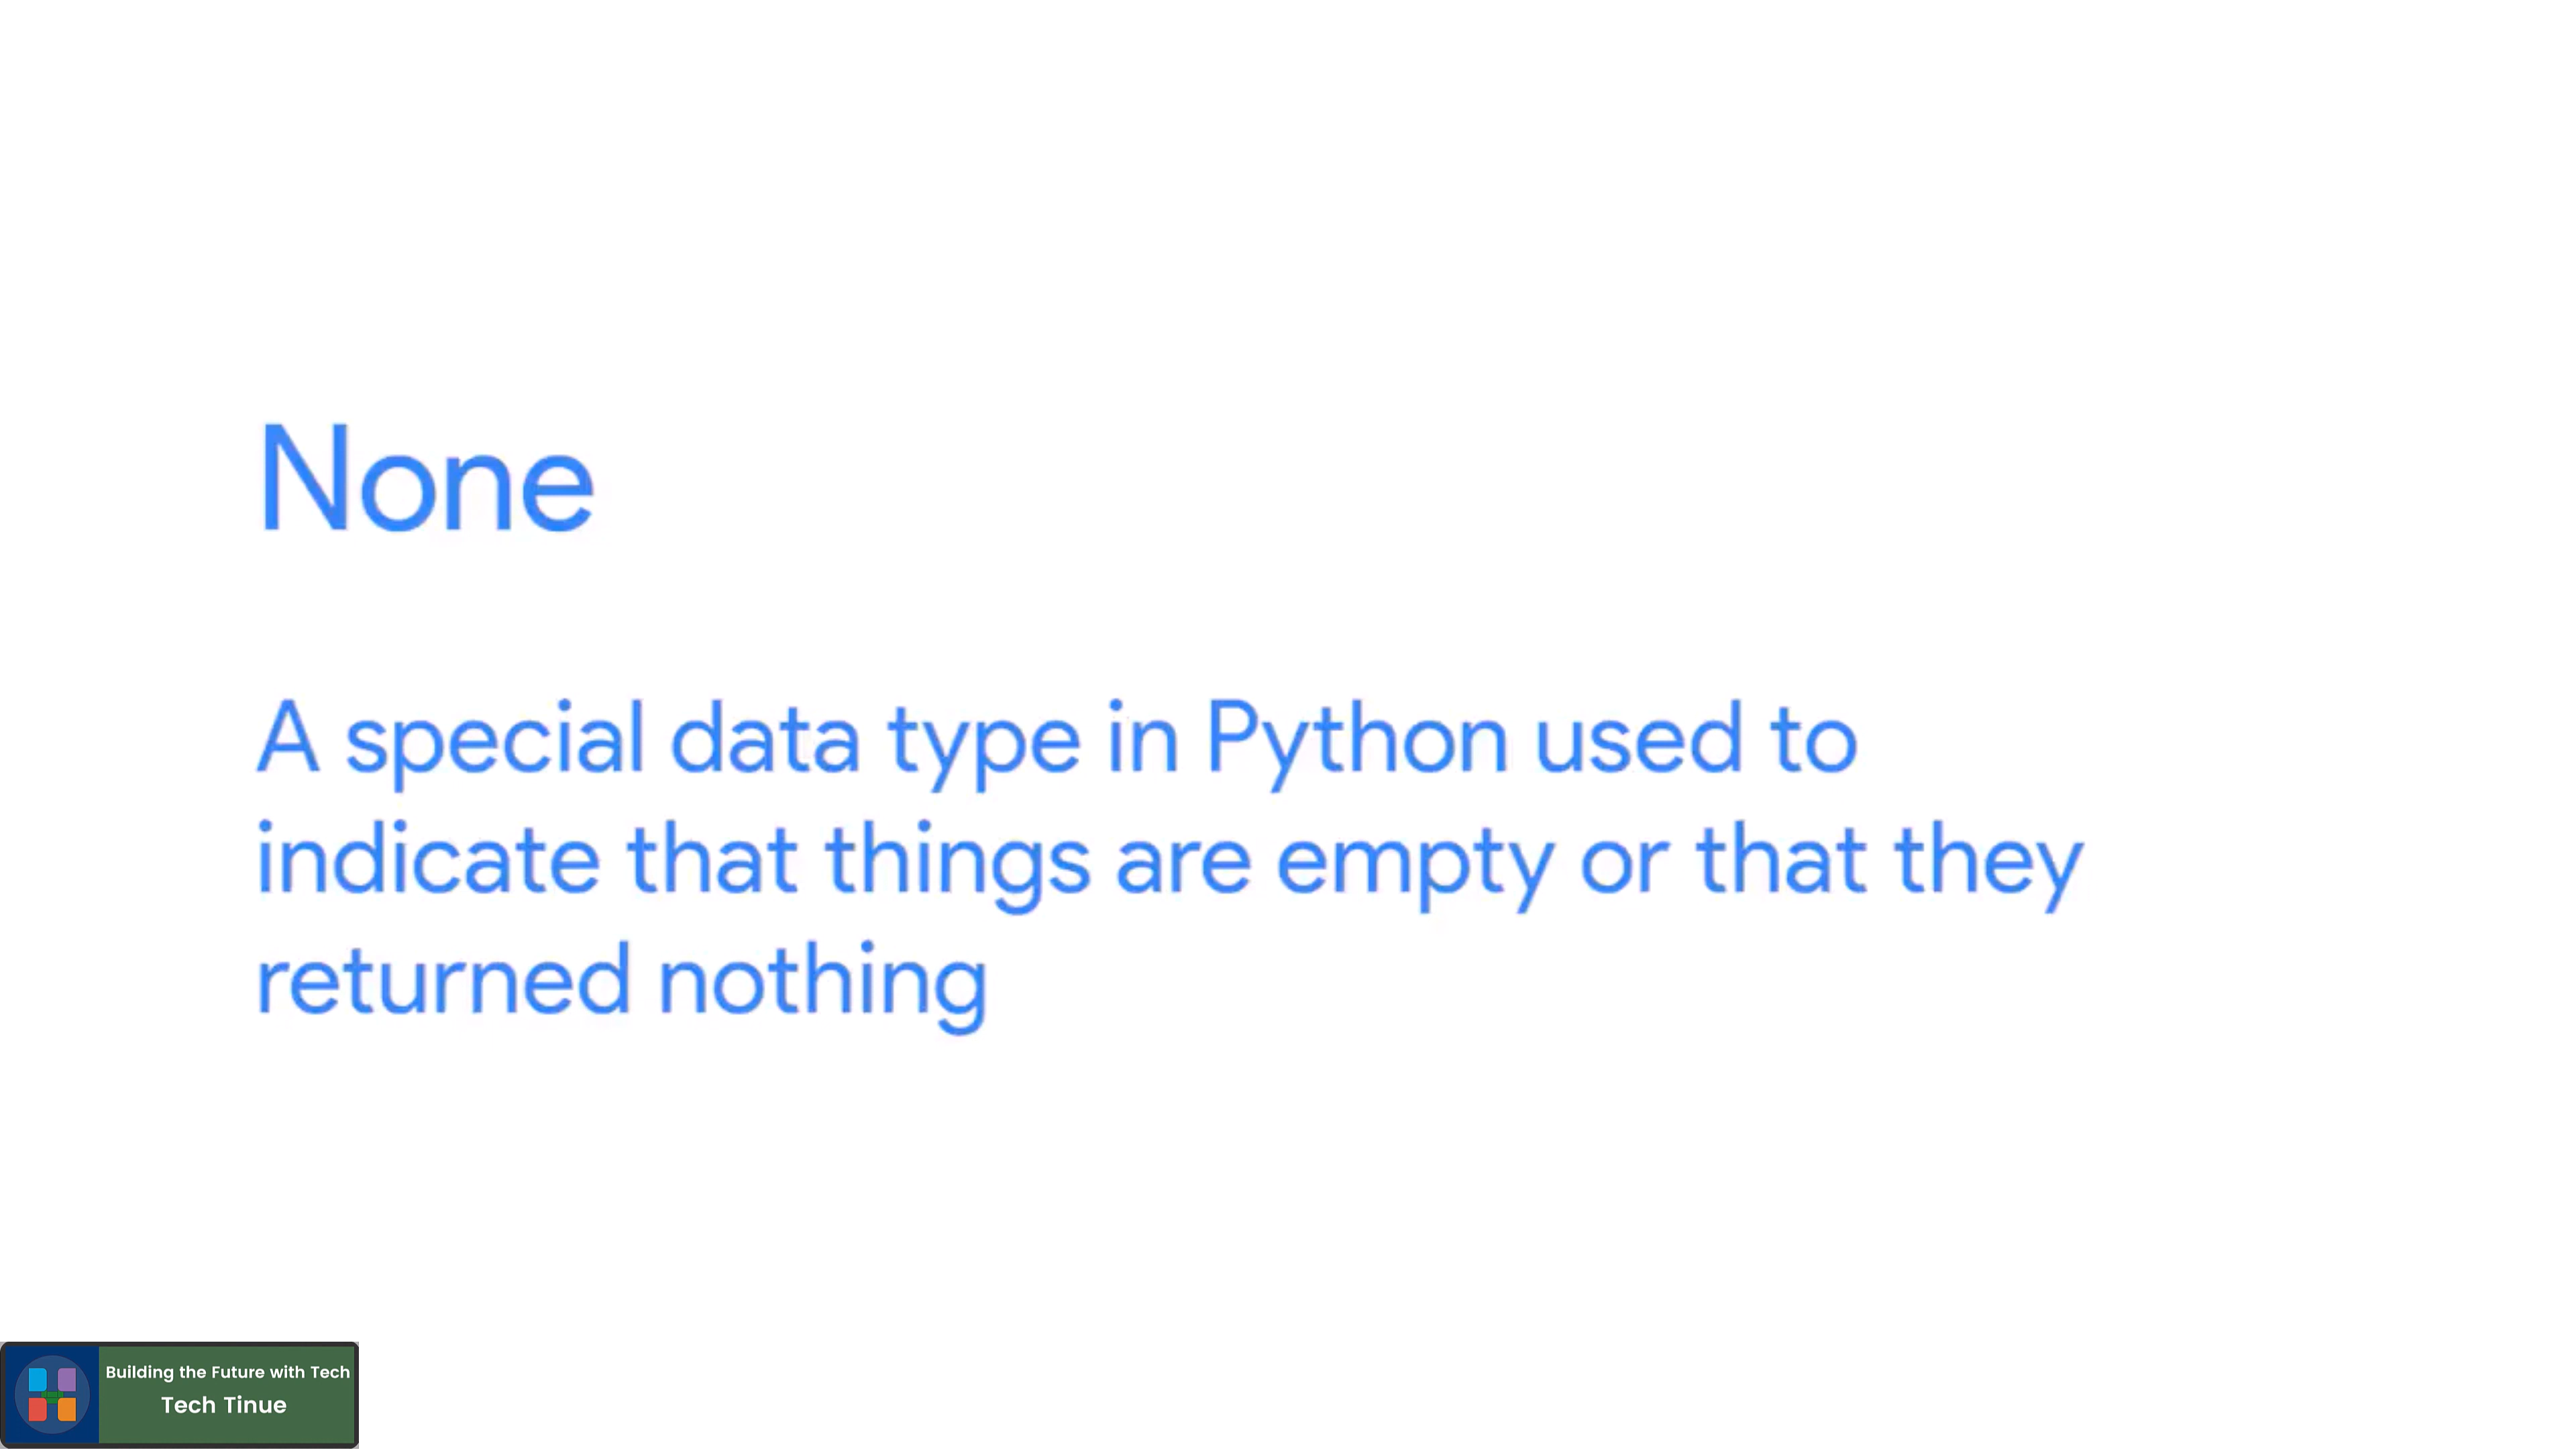 None
A special data type in Python used to
indicate that things are empty or that they
returned nothing
Building the Future with Tech
Tech Tinue